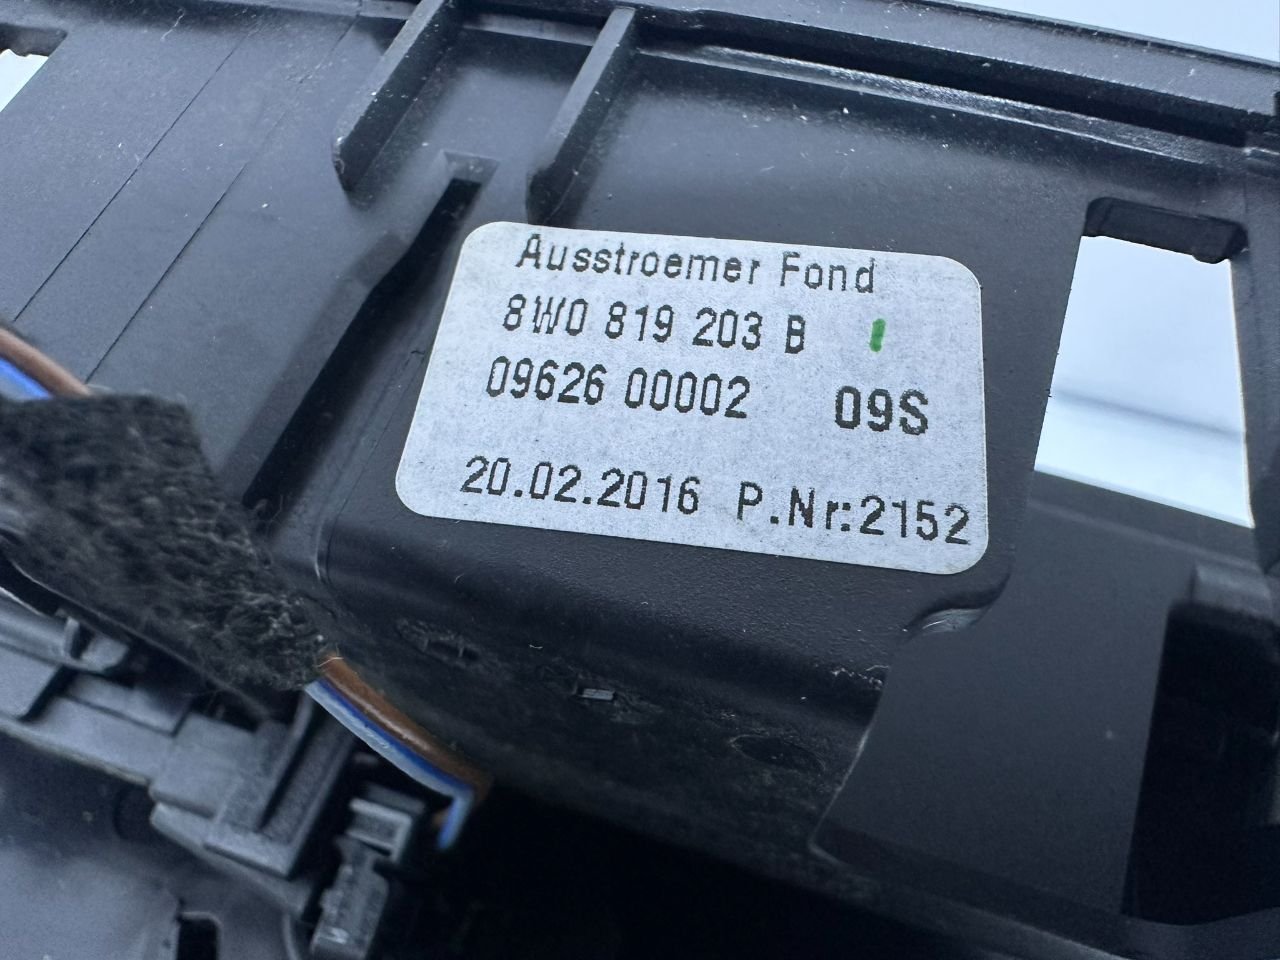 Ausstroemer Fond
8W0 819 203 B
09626 00002 09S
20.02.2016 P.Nr:2152